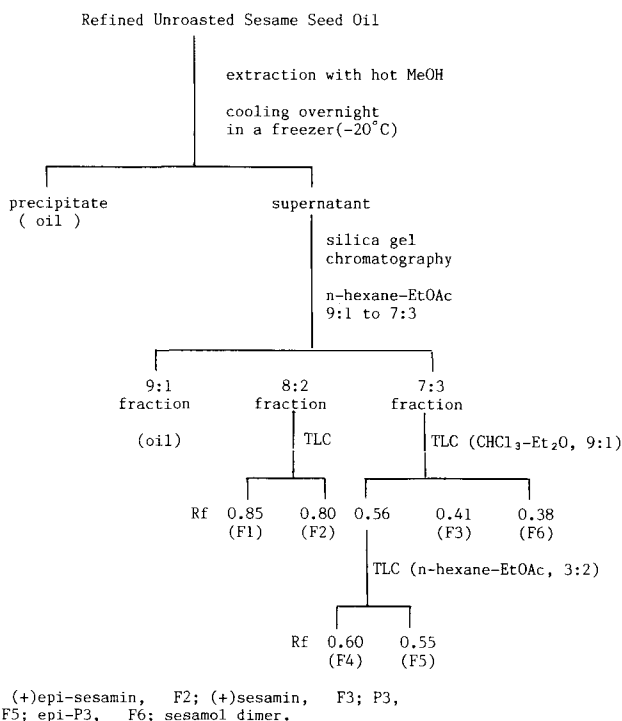 Refined Unroasted Sesame Seed Oil
extraction with hot MeOH
cooling overnight
in a freezer(-20°C)
precipitate
( oil )
supernatant
silica gel
chromatography
n-hexane-EtOAc
9:1 to 7:3
9:1
fraction
(oil)
8:2
fraction
7:3
fraction
TLC
TLC (CHCl₃-Et₂O, 9:1)
Rf 0.85 0.80 0.56 0.41 0.38
(F1) (F2) (F3) (F6)
TLC (n-hexane-EtOAc, 3:2)
Rf 0.60 0.55
(F4) (F5)
(+)epi-sesamin, F2; (+)sesamin, F3; P3,
F5; epi-P3, F6; sesamol dimer.